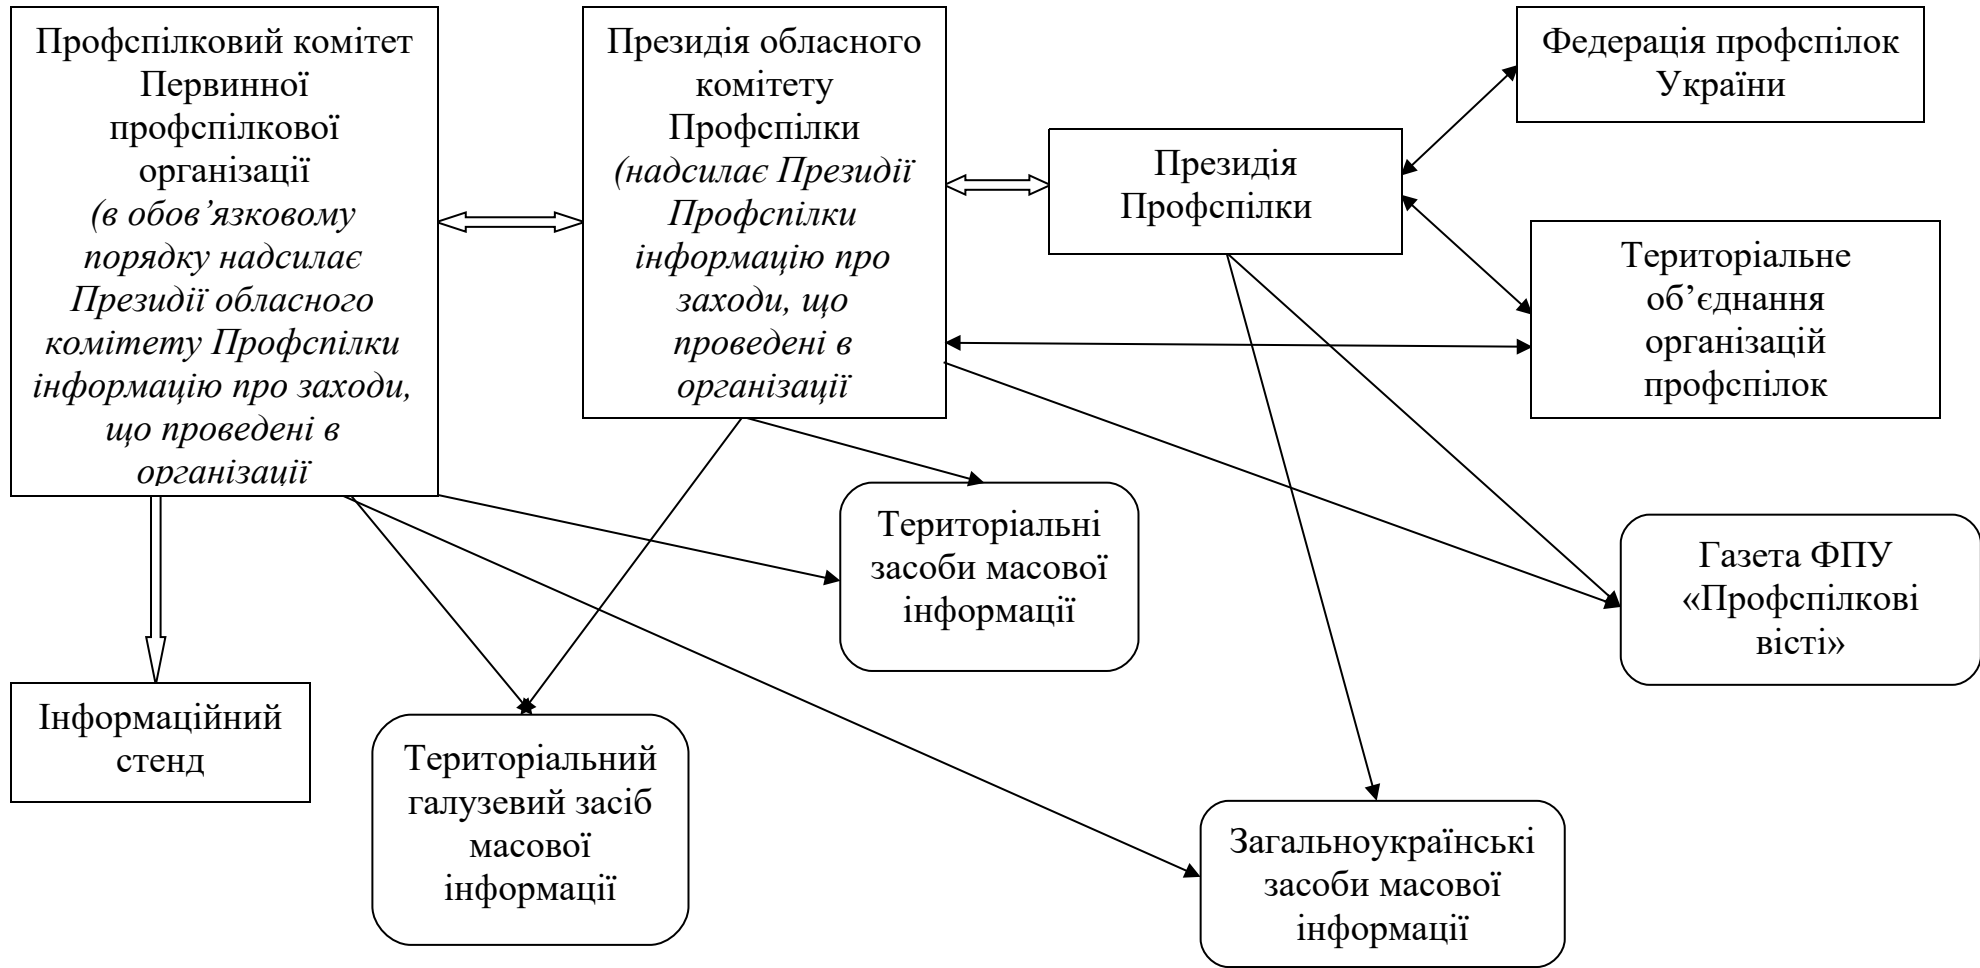 Профспілковий комітет
Первинної
профспілкової
організації
(в обов’язковому
порядку надсилає
Президії обласного
комітету Профспілки
інформацію про заходи,
що проведені в
організації
Президія обласного
комітету
Профспілки
(надсилає Президії
Профспілки
інформацію про
заходи, що
проведені в
організації
Президія
Профспілки
Федерація профспілок
України
Територіальне
об’єднання
організацій
профспілок
Територіальні
засоби масової
інформації
Газета ФПУ
«Профспілкові
вісті»
Інформаційний
стенд
Територіальний
галузевий засіб
масової
інформації
Загальноукраїнські
засоби масової
інформації